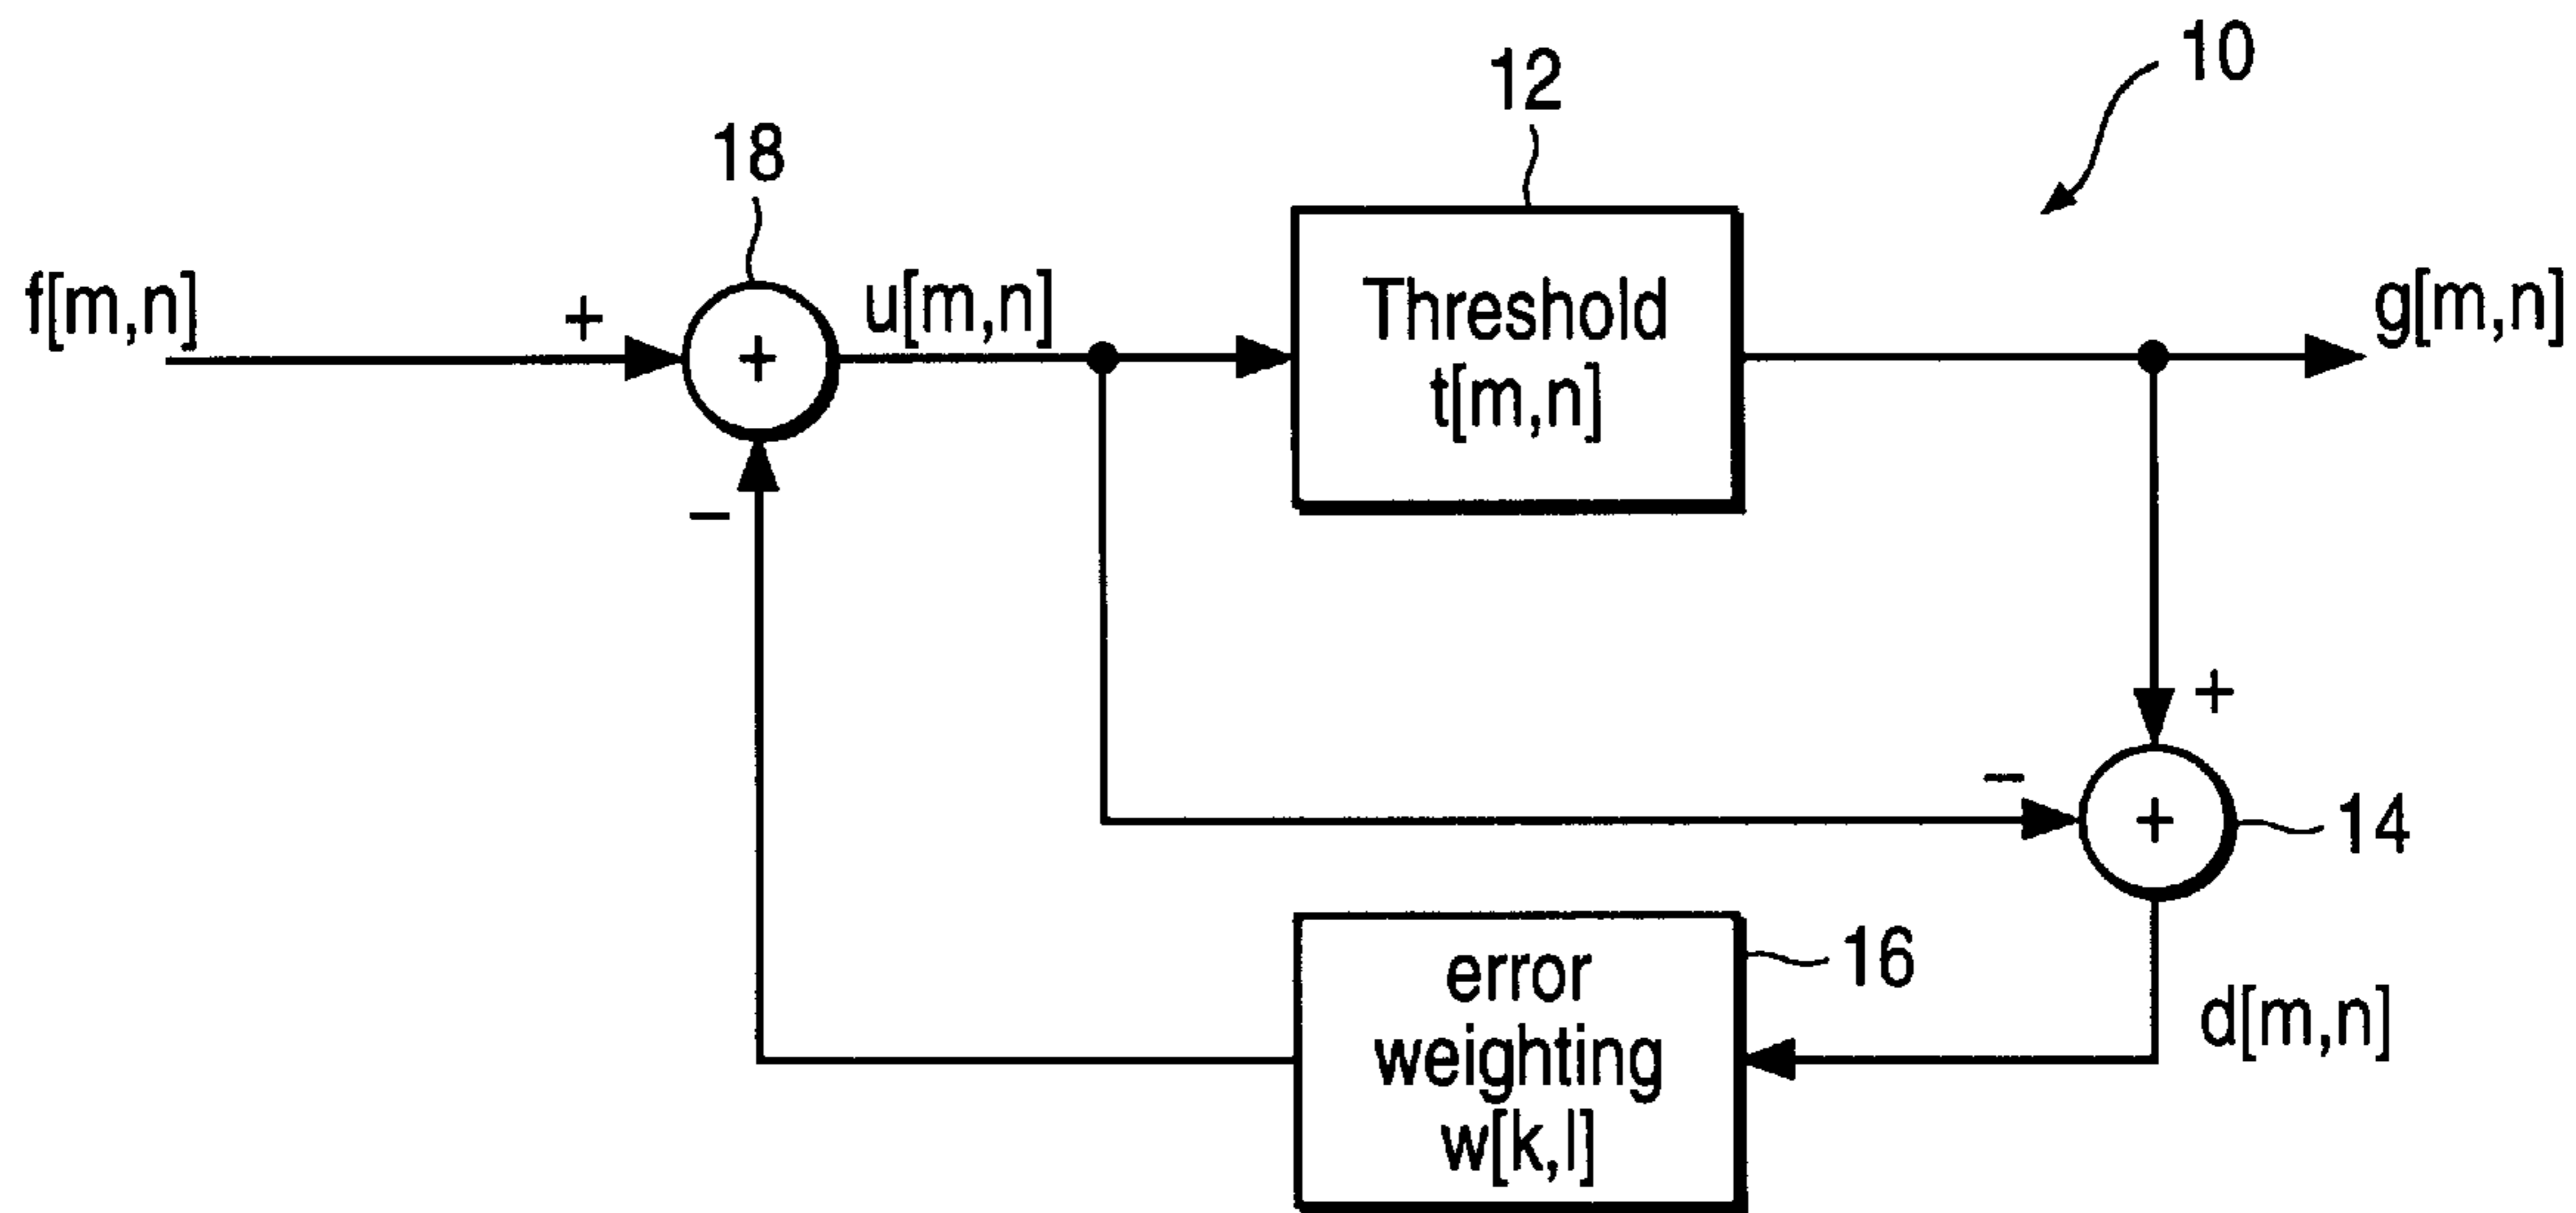 10
12
18
f[m,n]
+
+
u[m,n]
Threshold
t[m,n]
g[m,n]
−
+
−
+
14
error
weighting
w[k,l]
16
d[m,n]